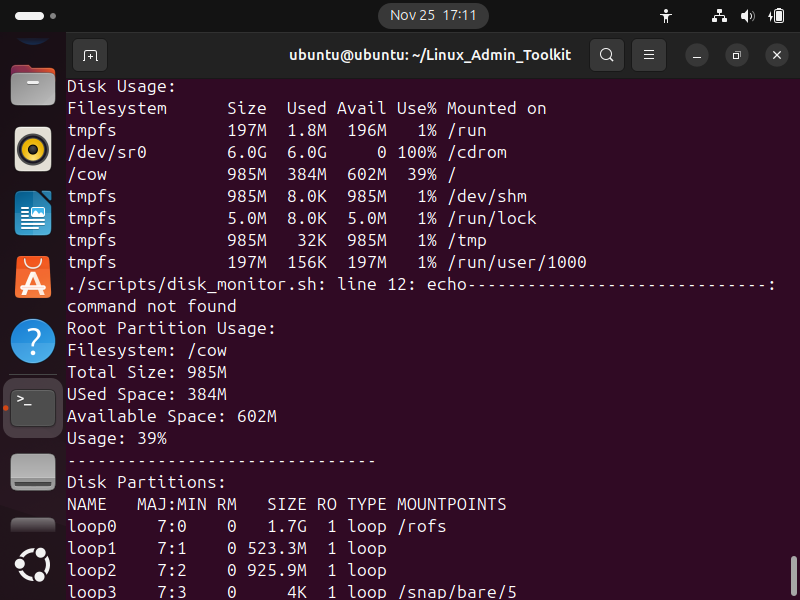 Nov 25 17:11
ubuntu@ubuntu: ~/Linux_Admin_Toolkit
Disk Usage:
Filesystem      Size  Used Avail Use% Mounted on
tmpfs           197M  1.8M  196M   1% /run
/dev/sr0        6.0G  6.0G     0 100% /cdrom
/cow            985M  384M  602M  39% /
tmpfs           985M  8.0K  985M   1% /dev/shm
tmpfs           5.0M  8.0K  5.0M   1% /run/lock
tmpfs           985M   32K  985M   1% /tmp
tmpfs           197M  156K  197M   1% /run/user/1000
./scripts/disk_monitor.sh: line 12: echo------------------------------:
command not found
Root Partition Usage:
Filesystem: /cow
Total Size: 985M
USed Space: 384M
Available Space: 602M
Usage: 39%
-------------------------------
Disk Partitions:
NAME   MAJ:MIN RM   SIZE RO TYPE MOUNTPOINTS
loop0    7:0    0   1.7G  1 loop /rofs
loop1    7:1    0 523.3M  1 loop
loop2    7:2    0 925.9M  1 loop
loop3    7:3    0     4K  1 loop /snap/bare/5